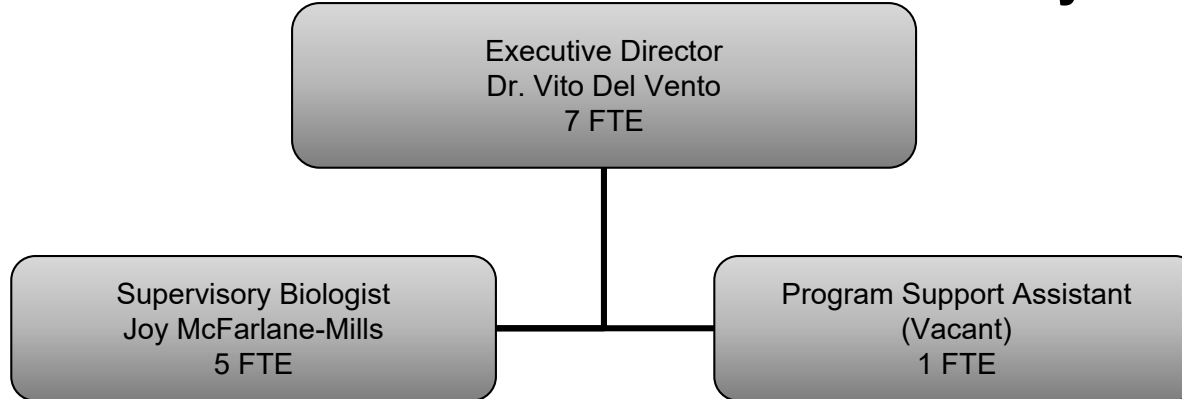 Executive Director
Dr. Vito Del Vento
7 FTE
Supervisory Biologist
Joy McFarlane-Mills
5 FTE
Program Support Assistant
(Vacant)
1 FTE